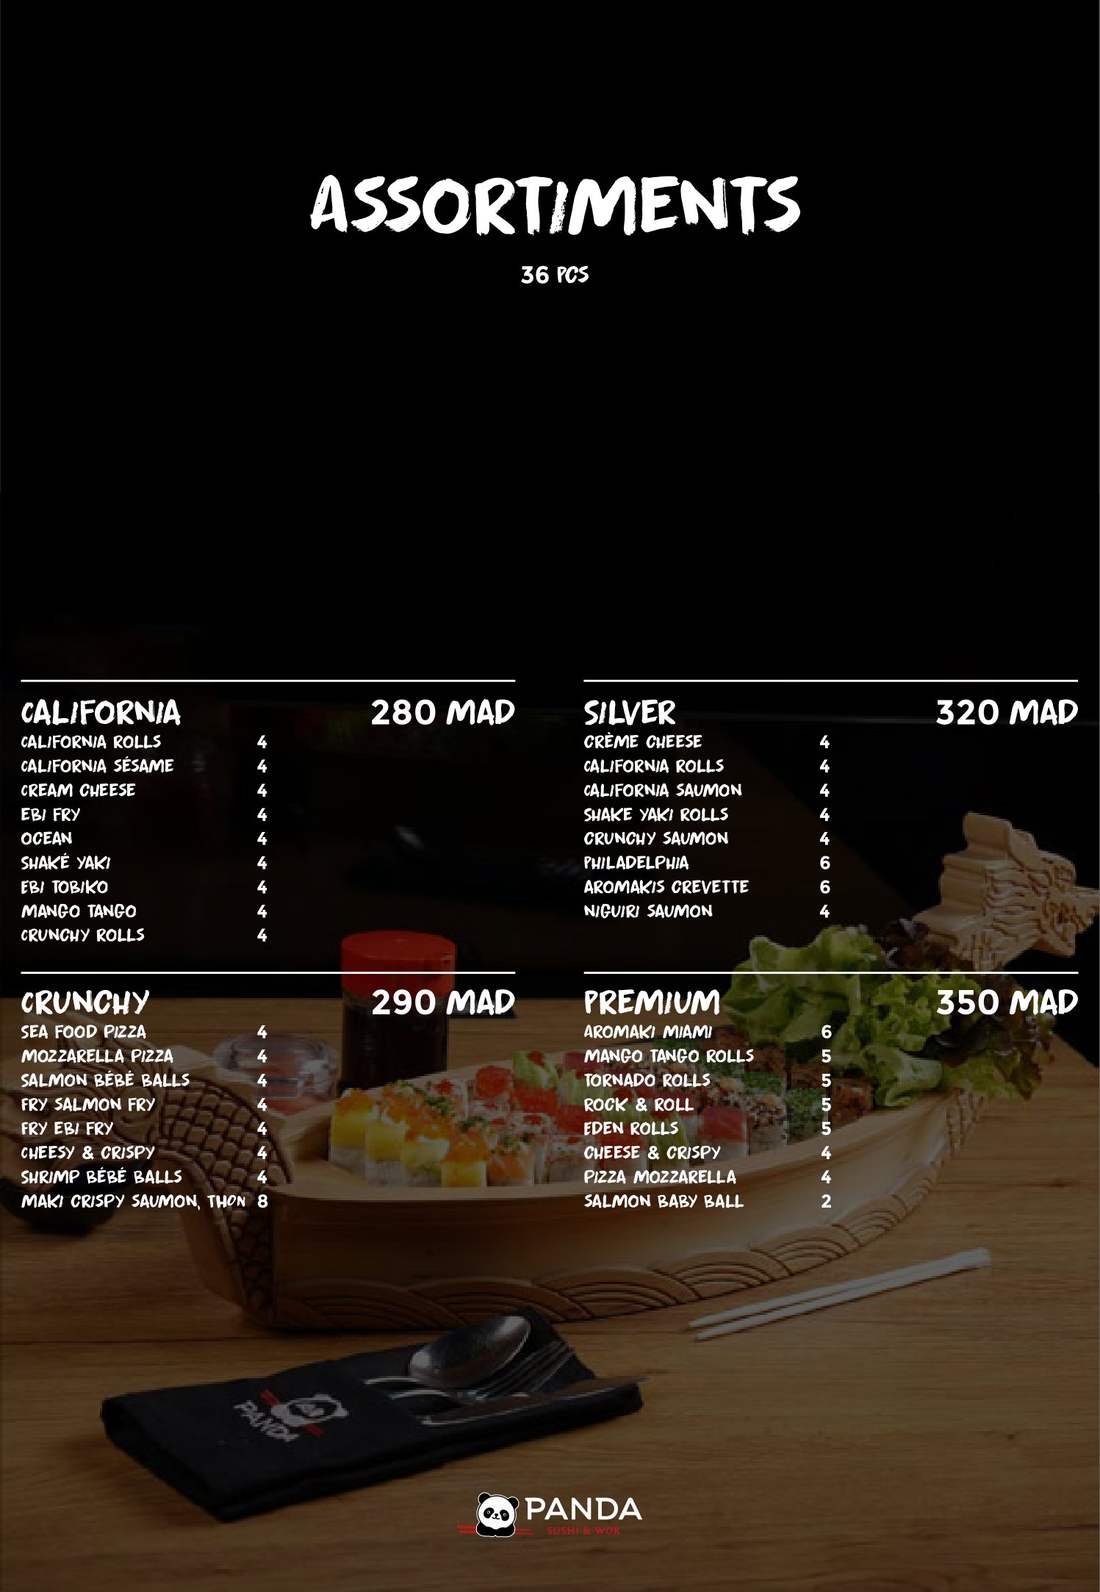 ASSORTIMENTS
36 PCS
CALIFORNIA 280 MAD
CALIFORNIA ROLLS 4
CALIFORNIA SÉSAME 4
CREAM CHEESE 4
EBI FRY 4
OCEAN 4
SHAKÉ YAKI 4
EBI TOBIKO 4
MANGO TANGO 4
CRUNCHY ROLLS 4
SILVER 320 MAD
CRÈME CHEESE 4
CALIFORNIA ROLLS 4
CALIFORNIA SAUMON 4
SHAKE YAKI ROLLS 4
CRUNCHY SAUMON 4
PHILADELPHIA 6
AROMAKIS CREVETTE 6
NIGUIRI SAUMON 4
CRUNCHY 290 MAD
SEA FOOD PIZZA 4
MOZZARELLA PIZZA 4
SALMON BÉBÉ BALLS 4
FRY SALMON FRY 4
FRY EBI FRY 4
CHEESY & CRISPY 4
SHRIMP BÉBÉ BALLS 4
MAKI CRISPY SAUMON, THON 8
PREMIUM 350 MAD
AROMAKI MIAMI 6
MANGO TANGO ROLLS 5
TORNADO ROLLS 5
ROCK & ROLL 5
EDEN ROLLS 5
CHEESE & CRISPY 4
PIZZA MOZZARELLA 4
SALMON BABY BALL 2
PANDA
PANDA
SUSHI & WOK